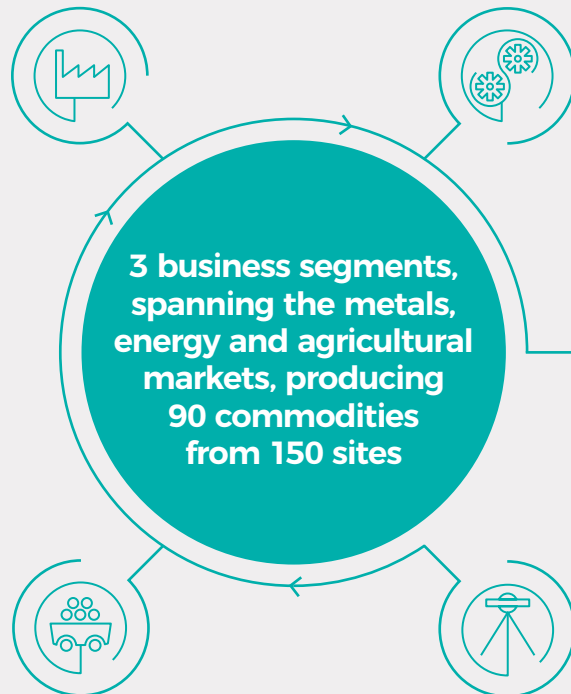 3 business segments,
spanning the metals,
energy and agricultural
markets, producing
90 commodities
from 150 sites